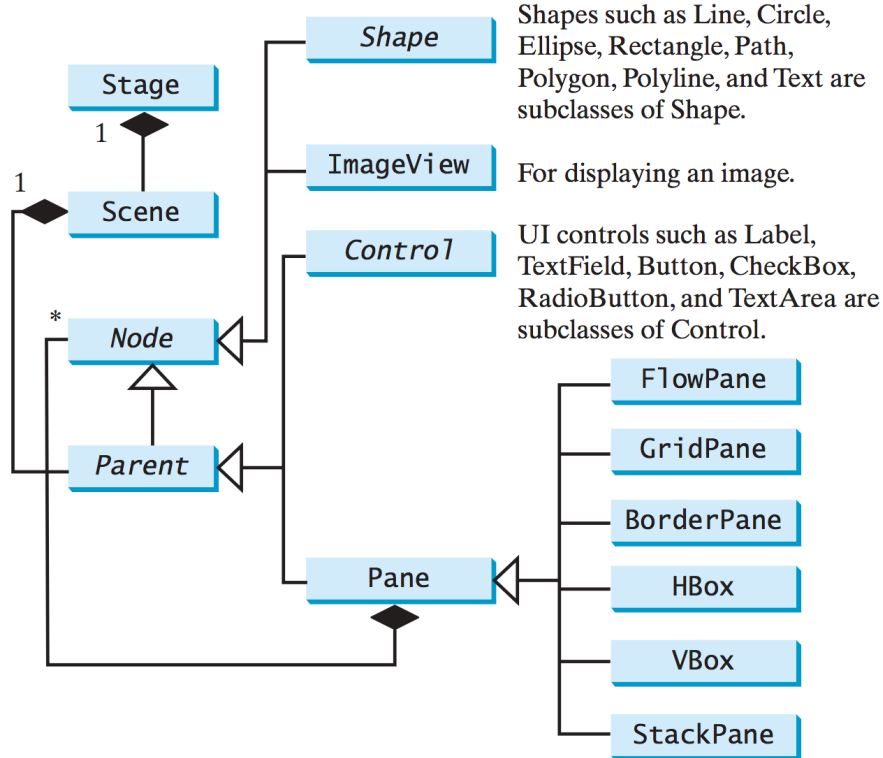 Shape
Shapes such as Line, Circle,
Ellipse, Rectangle, Path,
Polygon, Polyline, and Text are
subclasses of Shape.
Stage
1
ImageView
For displaying an image.
1
Scene
Control
UI controls such as Label,
TextField, Button, CheckBox,
RadioButton, and TextArea are
subclasses of Control.
*
Node
FlowPane
GridPane
Parent
BorderPane
Pane
HBox
VBox
StackPane